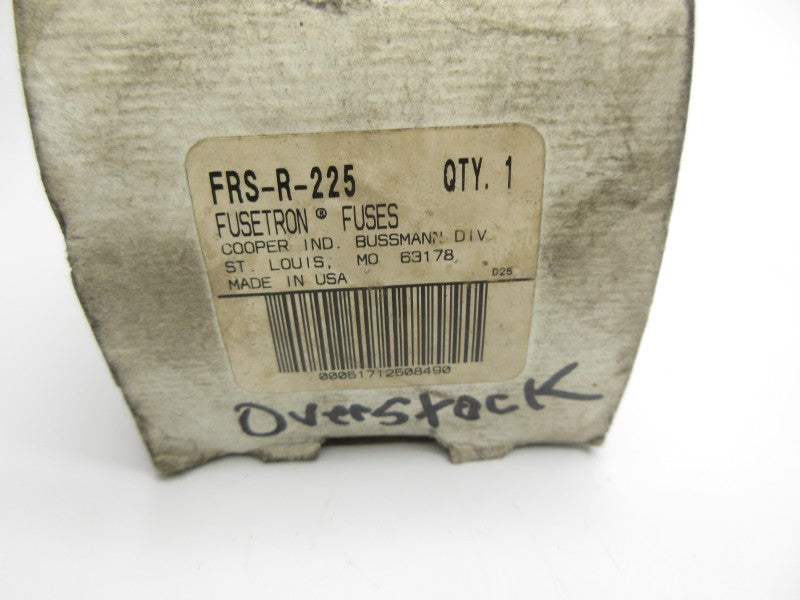 FRS-R-225 QTY. 1
FUSETRON ® FUSES
COOPER IND. BUSSMANN DIV
ST. LOUIS, MO 63178
MADE IN USA D25
00051712508490
Overstock